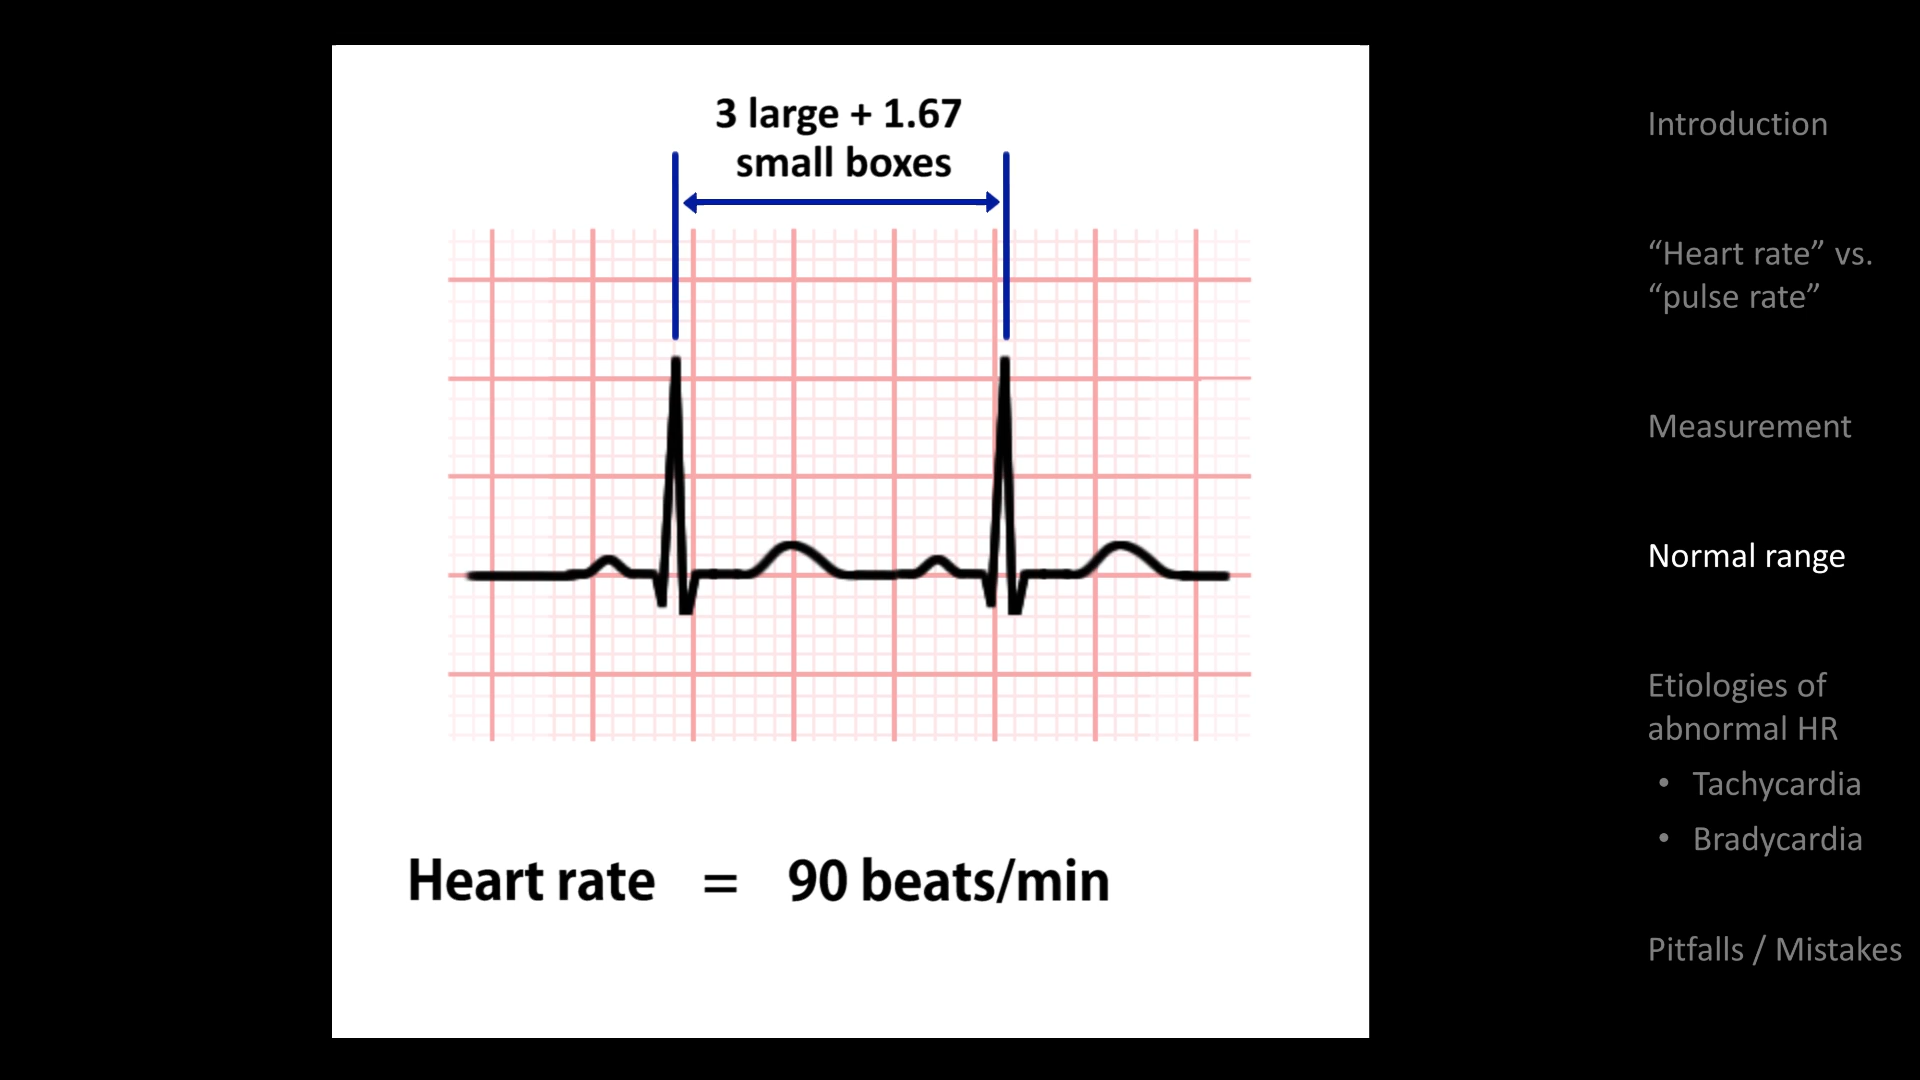 3 large + 1.67
small boxes
Heart rate = 90 beats/min
Introduction
“Heart rate” vs.
“pulse rate”
Measurement
Normal range
Etiologies of
abnormal HR
• Tachycardia
• Bradycardia
Pitfalls / Mistakes